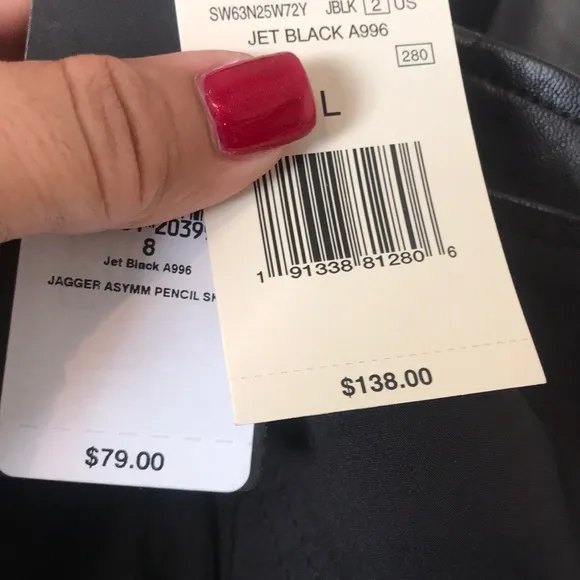 SW63N25W72Y JBLK 2 US
JET BLACK A996
280
L
1 91338 81280 6
$138.00
8
Jet Black A996
JAGGER ASYMM PENCIL
$79.00